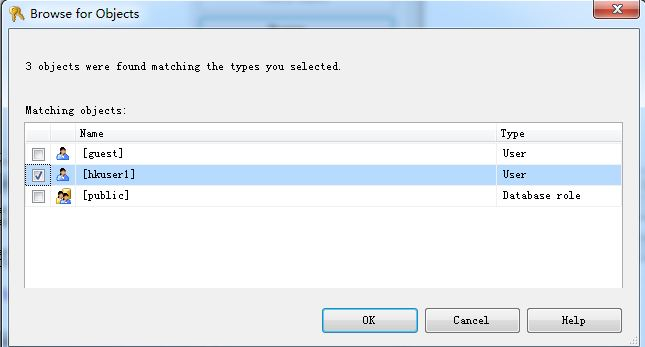 Browse for Objects
3 objects were found matching the types you selected.
Matching objects:
Name Type
[guest] User
[hkuser1] User
[public] Database role
OK Cancel Help